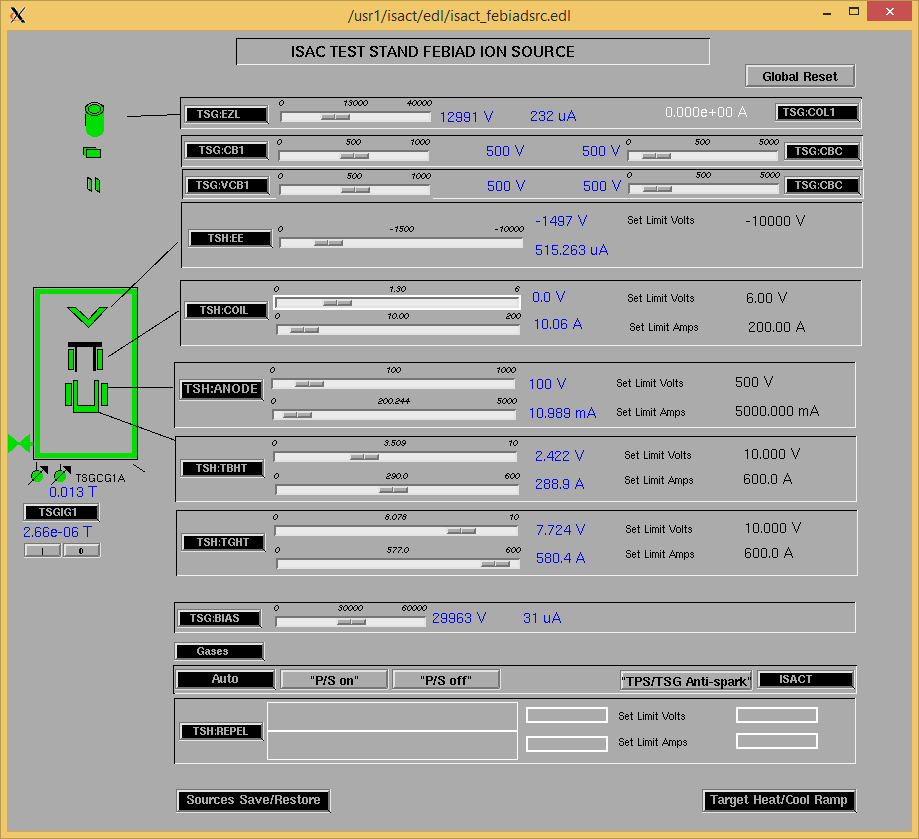 /usr1/isact/edl/isact_febiadsrc.edl
ISAC TEST STAND FEBIAD ION SOURCE
Global Reset
TSG:EZL 0 13000 40000 12991 V 232 uA 0.000e+00 A TSG:COL1
TSG:CB1 0 500 1000 500 V 500 V 0 500 5000 TSG:CBC
TSG:VCB1 0 500 1000 500 V 500 V 0 500 5000 TSG:CBC
TSH:EE 0 -1500 -10000 -1497 V Set Limit Volts -10000 V
515.263 uA
TSH:COIL 0 1.30 6 0.0 V Set Limit Volts 6.00 V
0 10.00 200 10.06 A Set Limit Amps 200.00 A
TSH:ANODE 0 100 1000 100 V Set Limit Volts 500 V
0 200.244 5000 10.989 mA Set Limit Amps 5000.000 mA
TSH:TBHT 0 3.509 10 2.422 V Set Limit Volts 10.000 V
0 290.0 600 288.9 A Set Limit Amps 600.0 A
TSGCG1A
0.013 T
TSGIG1
2.66e-06 T
I 0
TSH:TGHT 0 6.078 10 7.724 V Set Limit Volts 10.000 V
0 577.0 600 580.4 A Set Limit Amps 600.0 A
TSG:BIAS 0 30000 60000 29963 V 31 uA
Gases
Auto "P/S on" "P/S off" "TPS/TSG Anti-spark" ISACT
TSH:REPEL Set Limit Volts
Set Limit Amps
Sources Save/Restore Target Heat/Cool Ramp